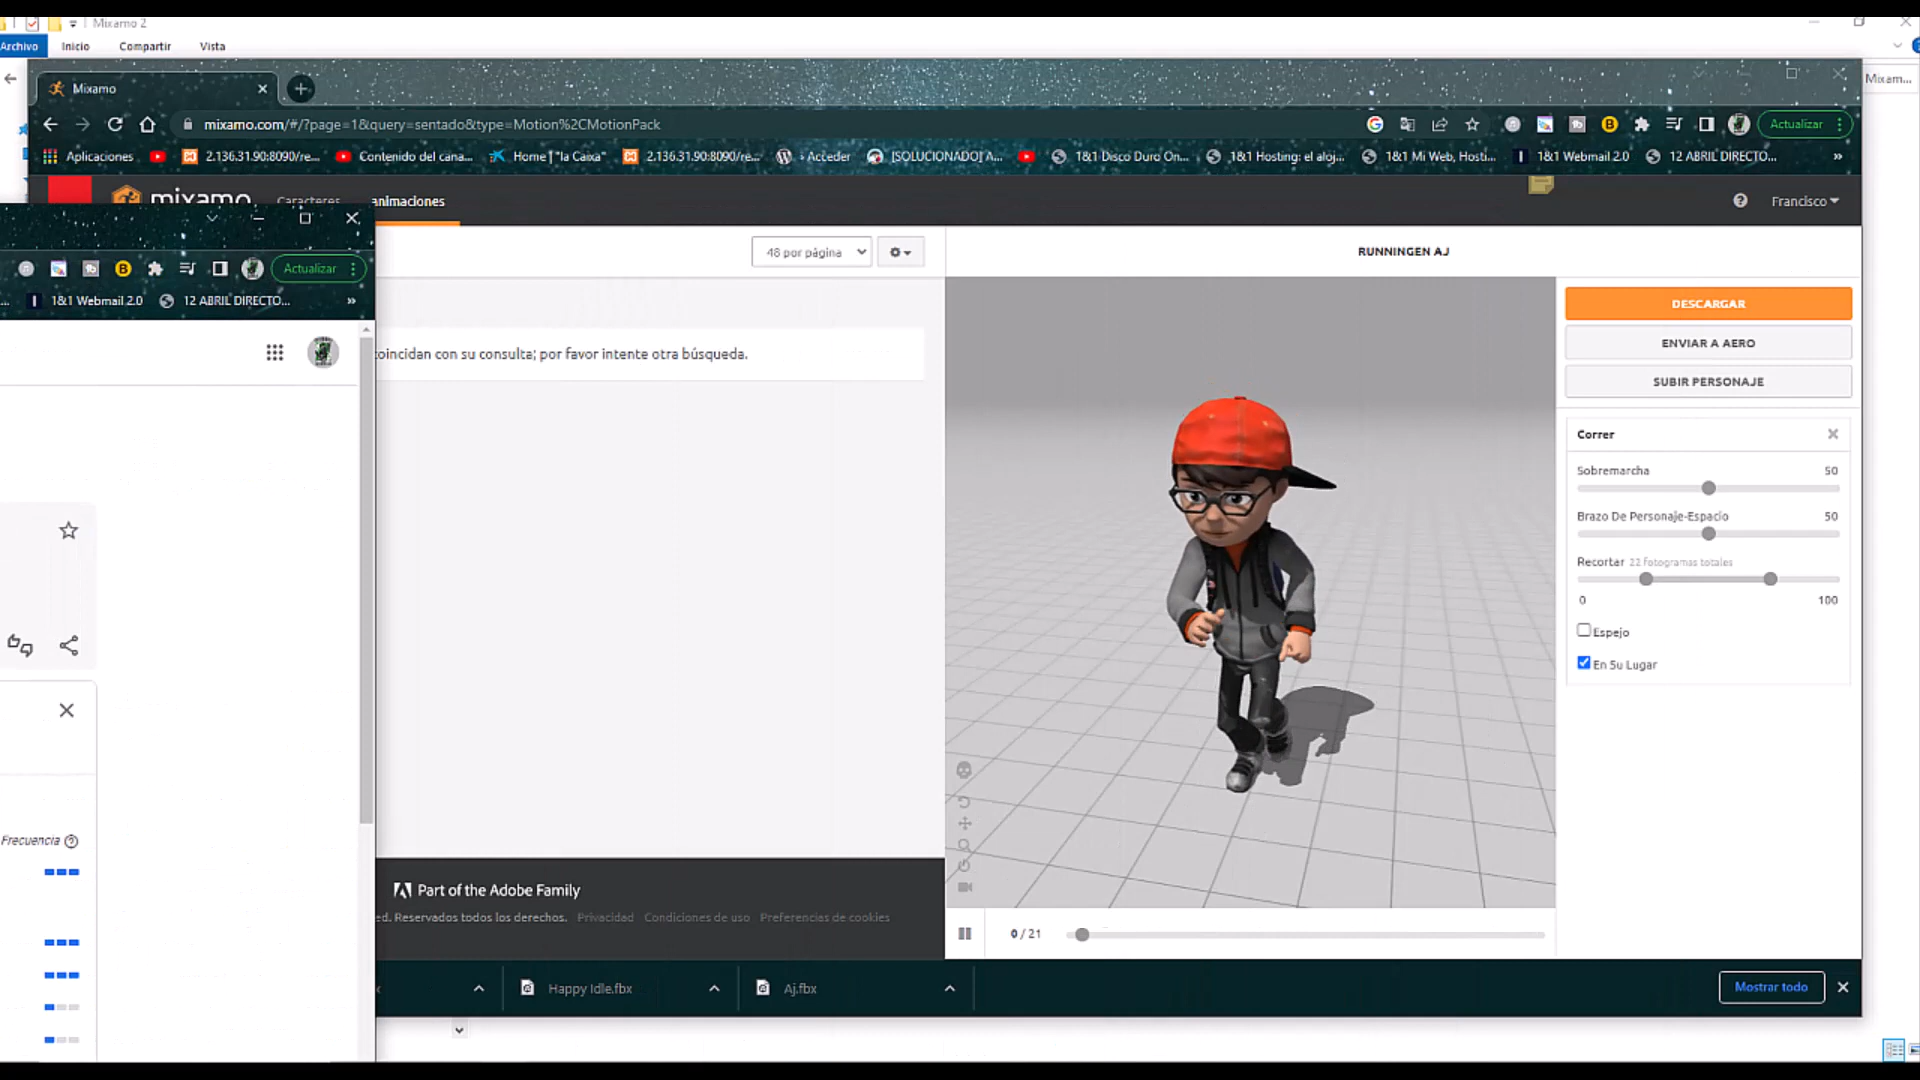 Mixamo 2
Archivo Inicio Compartir Vista
Mixam...
Mixamo
mixamo.com/#/?page=1&query=sentado&type=Motion%2CMotionPack
Actualizar
Aplicaciones 2.136.31.90:8090/re... Contenido del cana... Home | "la Caixa" 2.136.31.90:8090/re... › Acceder [SOLUCIONADO] A... 1&1 Disco Duro On... 1&1 Hosting: el aloj... 1&1 Mi Web, Hosti... 1&1 Webmail 2.0 12 ABRIL DIRECTO... »
mixamo Caracteres animaciones
Francisco
Actualizar
... 1&1 Webmail 2.0 12 ABRIL DIRECTO... »
48 por página
RUNNINGEN AJ
DESCARGAR
ENVIAR A AERO
SUBIR PERSONAJE
coincidan con su consulta; por favor intente otra búsqueda.
Correr
Sobremarcha 50
Brazo De Personaje-Espacio 50
Recortar 22 fotogramas totales
0 100
Espejo
En Su Lugar
Frecuencia
Part of the Adobe Family
ed. Reservados todos los derechos. Privacidad Condiciones de uso Preferencias de cookies
0 / 21
Happy Idle.fbx
Aj.fbx
Mostrar todo